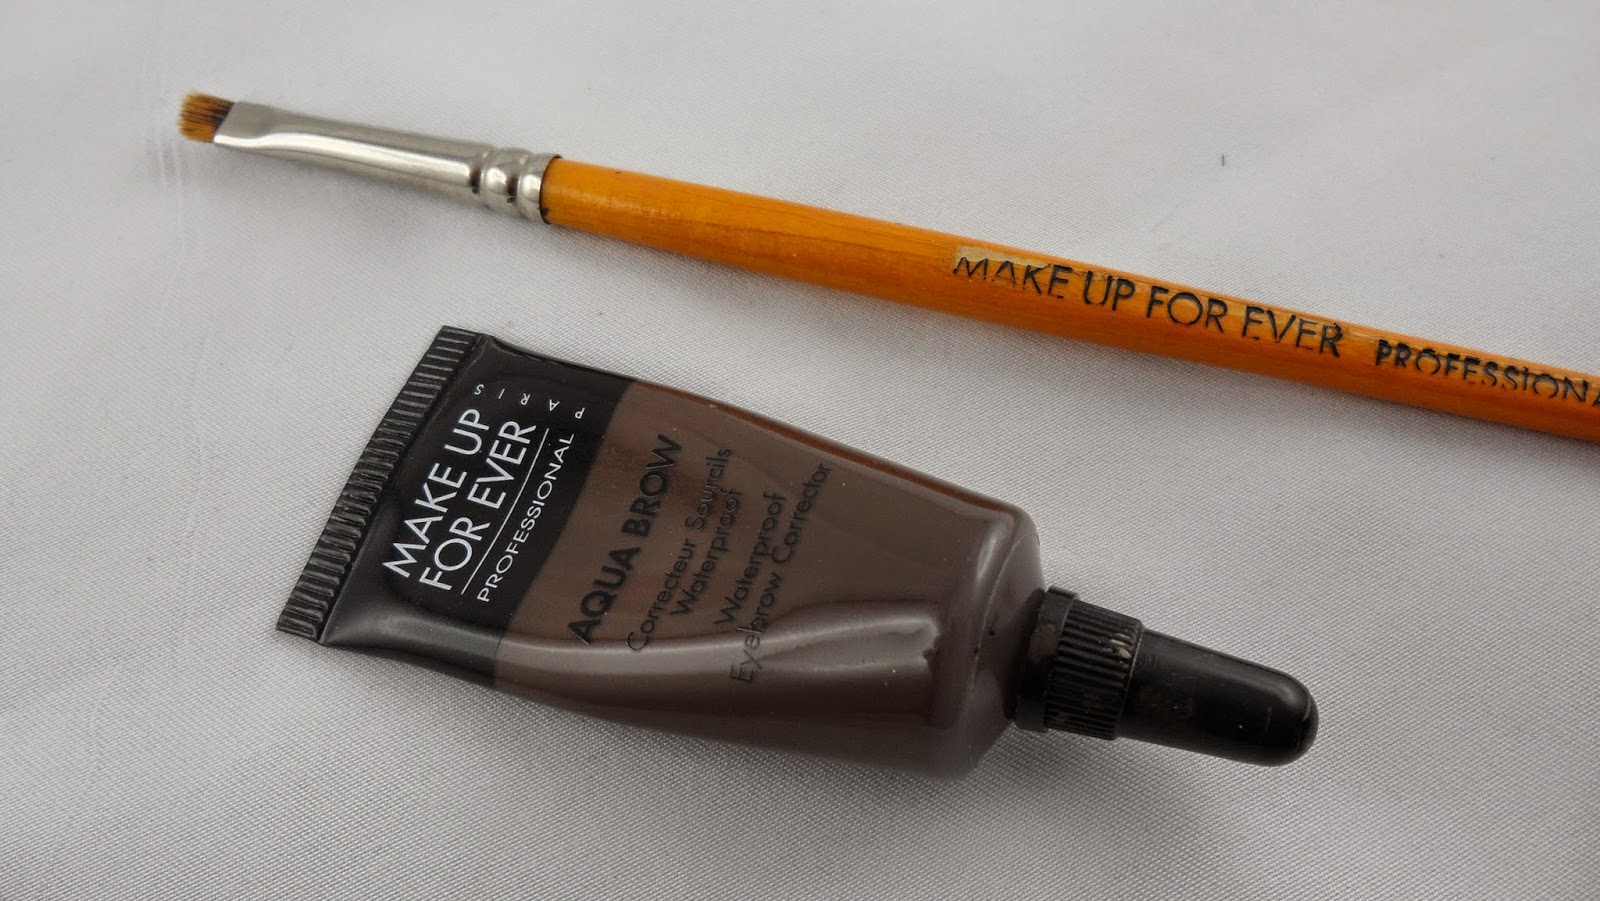 MAKE UP FOR EVER PROFESSIONA
MAKE UP
FOR EVER
PROFESSIONAL
PARIS
AQUA BROW
Correcteur Sourcils
Waterproof
Waterproof
Eyebrow Corrector